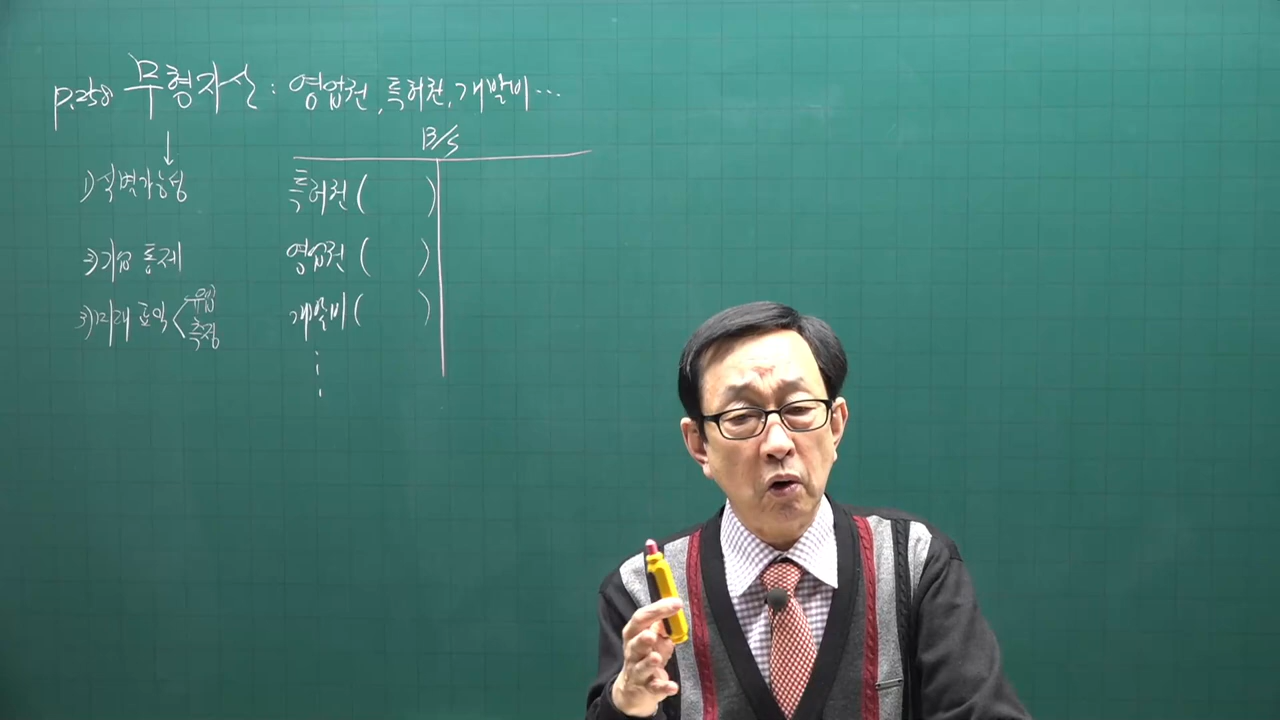 P.258 무형자산 : 영업권, 특허권, 개발비 ...
B/S
1) 식별가능성
특허권 ( )
2) 기업 통제
영업권 ( )
3) 미래 효익 < 유입
측정
개발비 ( )